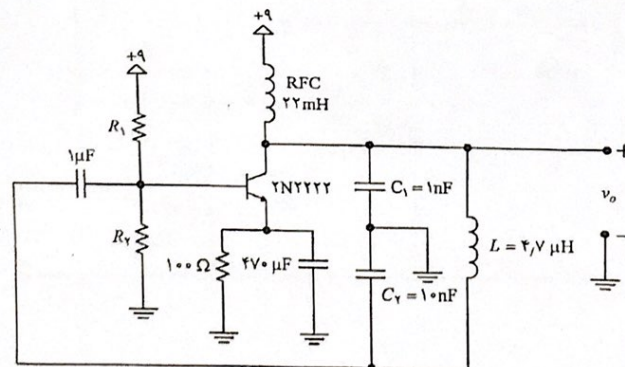 +۹
+۹
RFC
۲۲mH
R۱
۱μF
۲N۲۲۲۲
C۱ = ۱nF
+
vo
R۲
۱۰۰ Ω
۴۷۰ μF
L = ۴٫۷ μH
C۲ = ۱۰nF
−